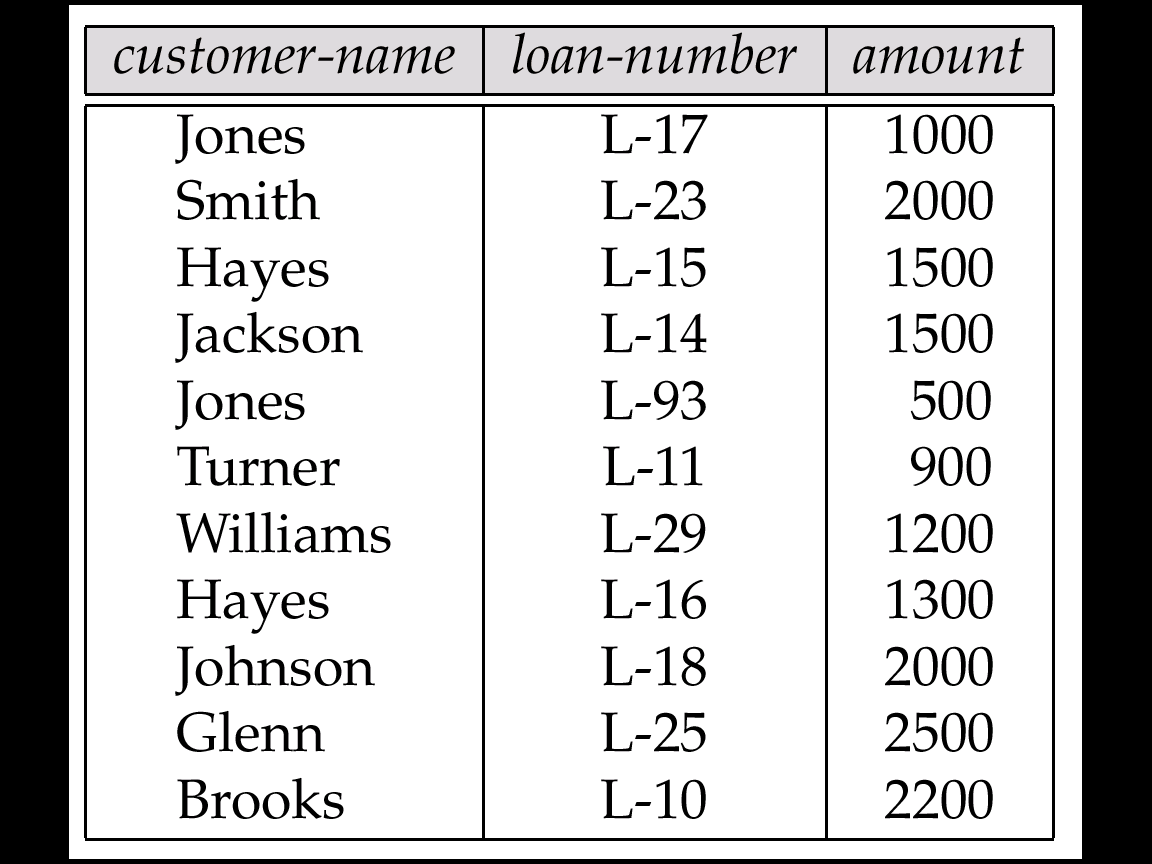 customer-name loan-number amount
Jones L-17 1000
Smith L-23 2000
Hayes L-15 1500
Jackson L-14 1500
Jones L-93 500
Turner L-11 900
Williams L-29 1200
Hayes L-16 1300
Johnson L-18 2000
Glenn L-25 2500
Brooks L-10 2200